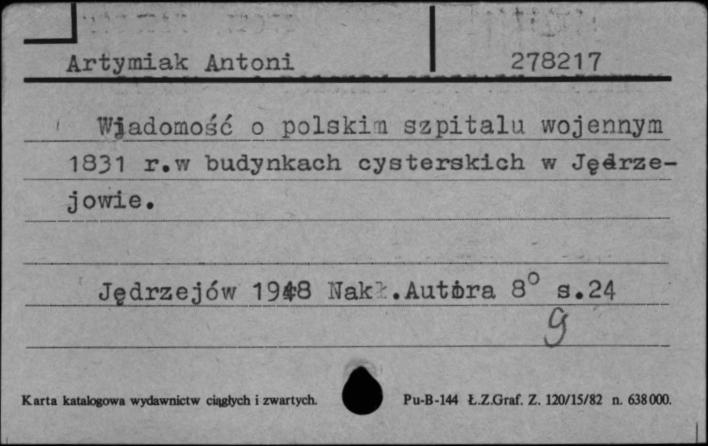 Artymiak Antoni 278217
Wiadomość o polskim szpitalu wojennym
1831 r.w budynkach cysterskich w Jędrze-
jowie.
Jędrzejów 1948 Nakł.Autora 8° s.24
g
Karta katalogowa wydawnictw ciągłych i zwartych. Pu-B-144 Ł.Z.Graf. Z. 120/15/82 n. 638000.